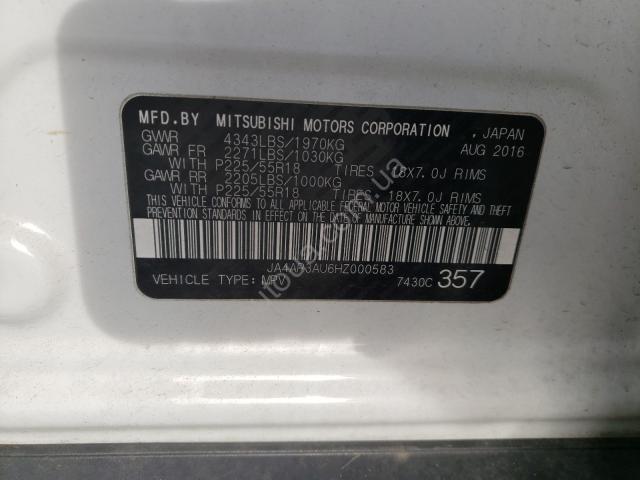 MFD.BY MITSUBISHI MOTORS CORPORATION , JAPAN
GWWR 4343LBS/1970KG AUG 2016
GAWR FR 2271LBS/1030KG
WITH P225/55R18 TIRES 18X7.0J RIMS
GAWR RR 2205LBS/1000KG
WITH P225/55R18 TIRES , 18X7.0J RIMS
THIS VEHICLE CONFORMS TO ALL APPLICABLE FEDERAL MOTOR VEHICLE SAFETY AND THEFT
PREVENTION STANDARDS IN EFFECT ON THE DATE OF MANUFACTURE SHOWN ABOVE.
JA4AR3AU6HZ000583
VEHICLE TYPE: MPV 7430C 357